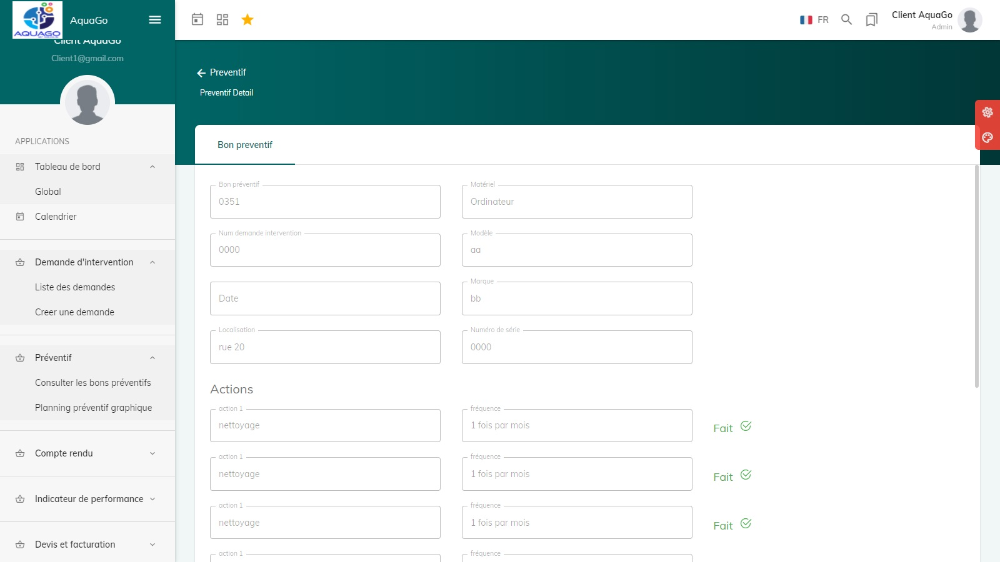 AQUAGO
AquaGo
Client AquaGo
Client1@gmail.com
APPLICATIONS
Tableau de bord
Global
Calendrier
Demande d'intervention
Liste des demandes
Creer une demande
Préventif
Consulter les bons préventifs
Planning préventif graphique
Compte rendu
Indicateur de performance
Devis et facturation
FR
Client AquaGo
Admin
Preventif
Preventif Detail
Bon preventif
Bon préventif
0351
Matériel
Ordinateur
Num demande intervention
0000
Modèle
aa
Date
Marque
bb
Localisation
rue 20
Numéro de série
0000
Actions
action 1
nettoyage
fréquence
1 fois par mois
Fait
action 1
nettoyage
fréquence
1 fois par mois
Fait
action 1
nettoyage
fréquence
1 fois par mois
Fait
action 1
fréquence